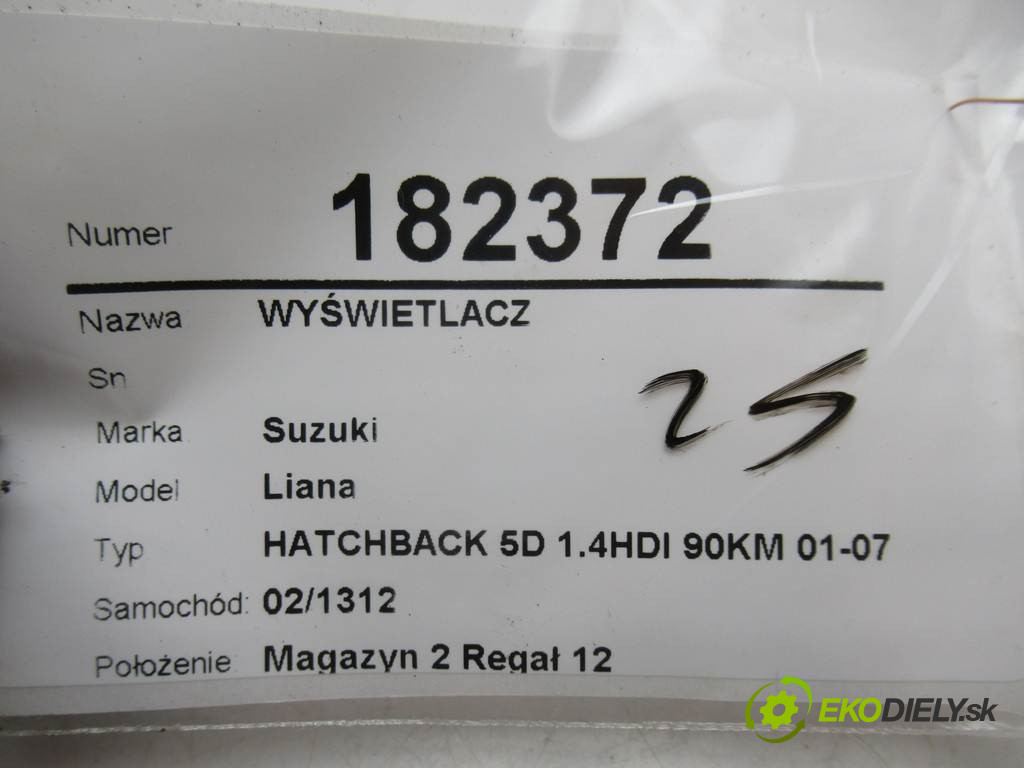 Numer 182372
Nazwa WYŚWIETLACZ
Sn
25
Marka Suzuki
Model Liana
Typ HATCHBACK 5D 1.4HDI 90KM 01-07
Samochód: 02/1312
Położenie Magazyn 2 Regał 12
EKODIELY.sk